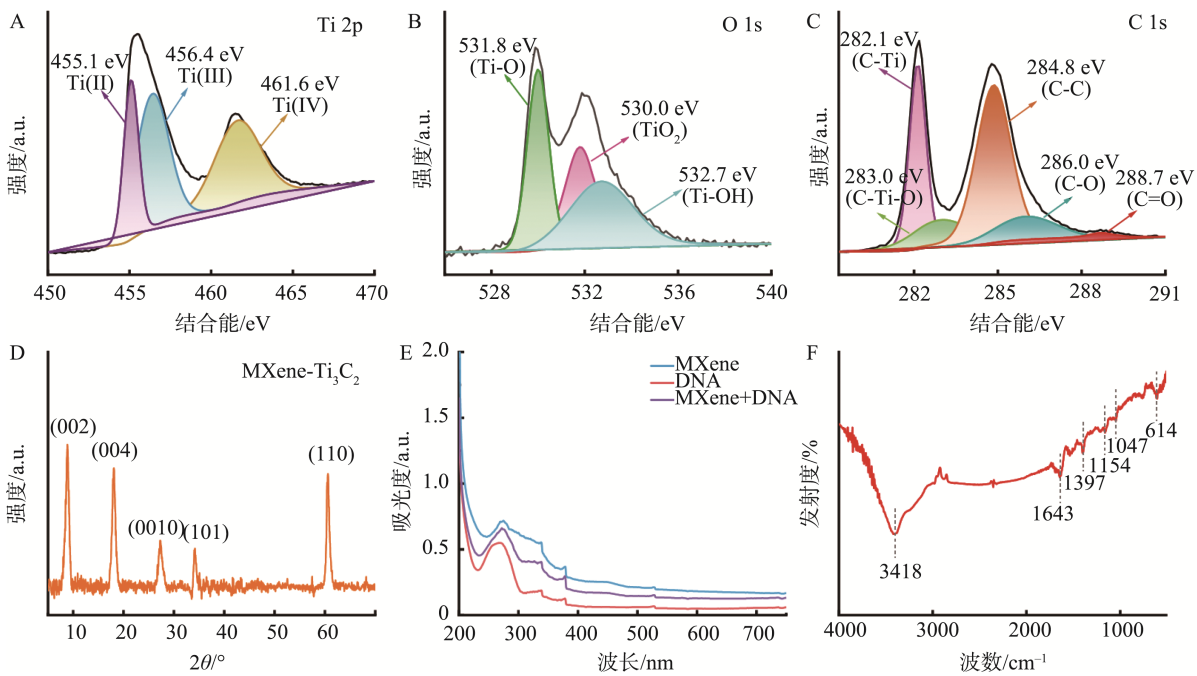 A
Ti 2p
455.1 eV
Ti(II)
456.4 eV
Ti(III)
461.6 eV
Ti(IV)
强度/a.u.
450 455 460 465 470
结合能/eV
B
O 1s
531.8 eV
(Ti-O)
530.0 eV
(TiO₂)
532.7 eV
(Ti-OH)
强度/a.u.
528 532 536 540
结合能/eV
C
C 1s
282.1 eV
(C-Ti)
284.8 eV
(C-C)
283.0 eV
(C-Ti-O)
286.0 eV
(C-O)
288.7 eV
(C=O)
强度/a.u.
282 285 288 291
结合能/eV
D
MXene-Ti₃C₂
(002)
(004)
(0010)
(101)
(110)
强度/a.u.
10 20 30 40 50 60
2θ/°
E
MXene
DNA
MXene+DNA
2.0
1.5
1.0
0.5
0
吸光度/a.u.
200 300 400 500 600 700
波长/nm
F
3418
1643
1397
1154
1047
614
发射度/%
4000 3000 2000 1000
波数/cm⁻¹